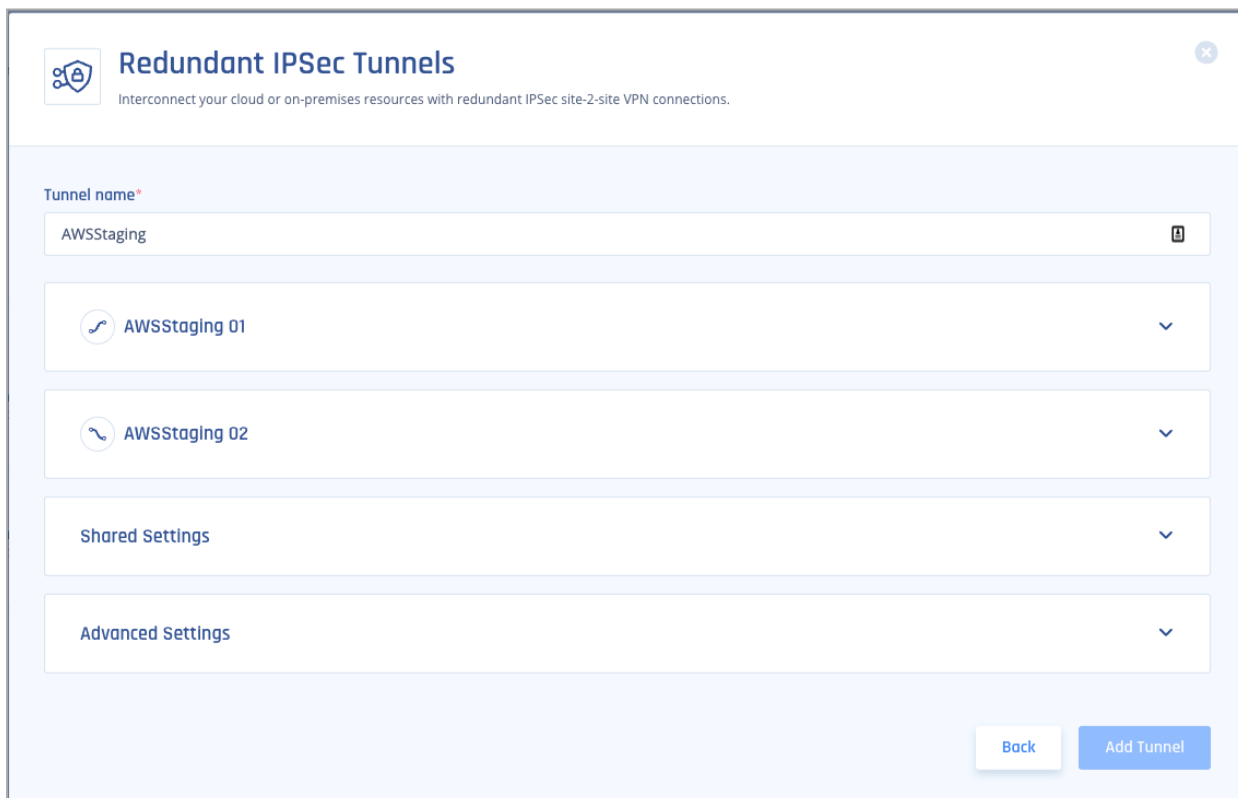 Redundant IPSec Tunnels
Interconnect your cloud or on-premises resources with redundant IPSec site-2-site VPN connections.
Tunnel name*
AWSStaging
AWSStaging 01
AWSStaging 02
Shared Settings
Advanced Settings
Back
Add Tunnel